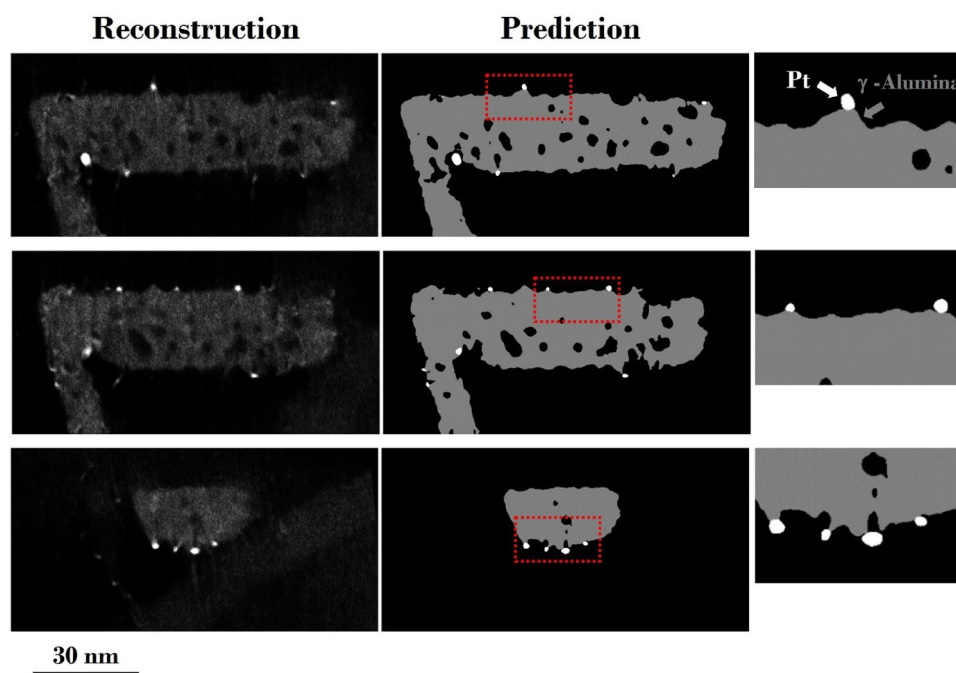 Reconstruction
Prediction
Pt
γ-Alumina
30 nm